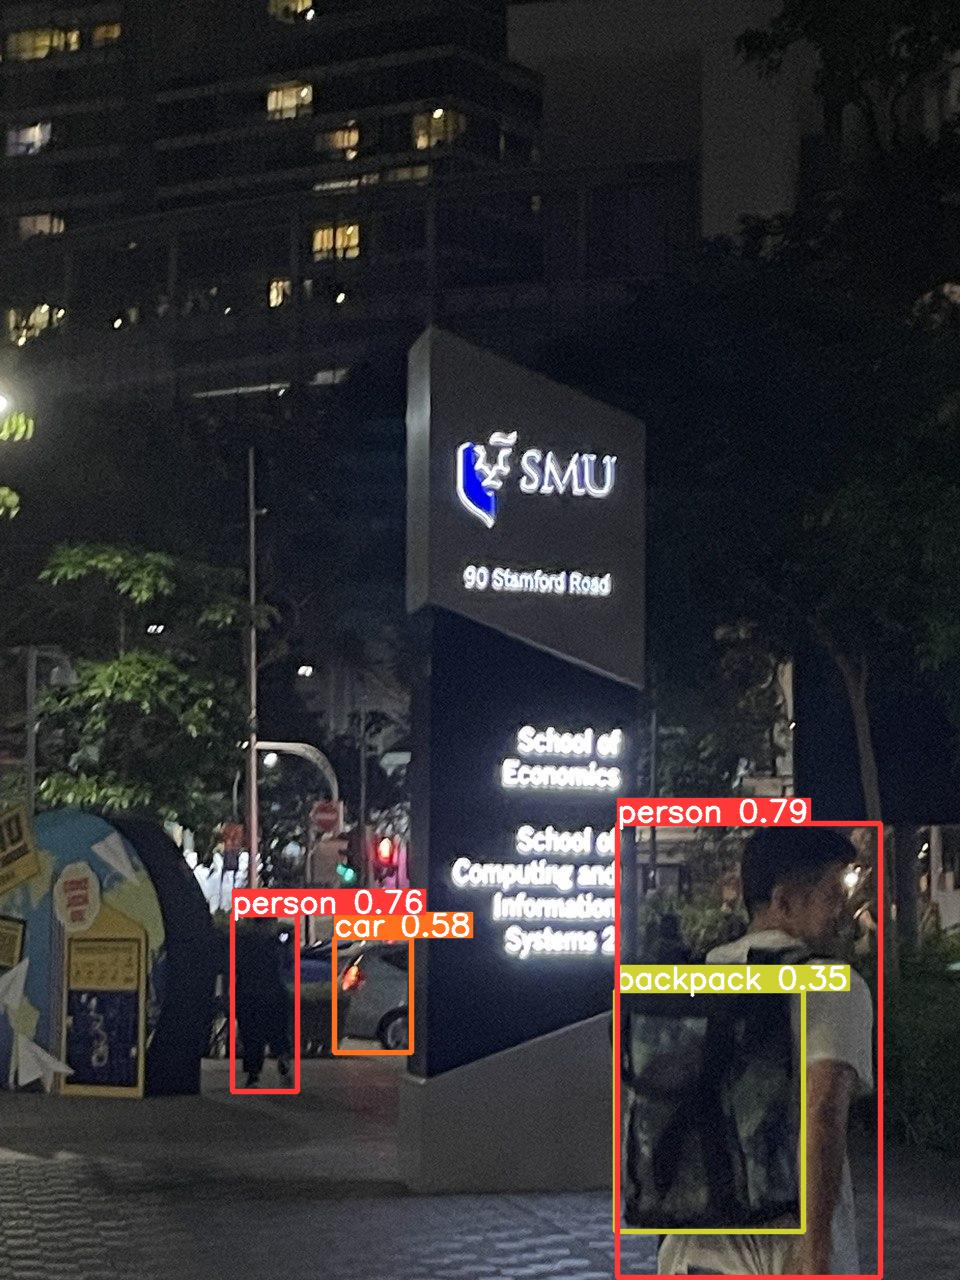 SMU
90 Stamford Road
School of
Economics
School of
Computing and
Information
Systems 2
person 0.79
person 0.76
car 0.58
backpack 0.35